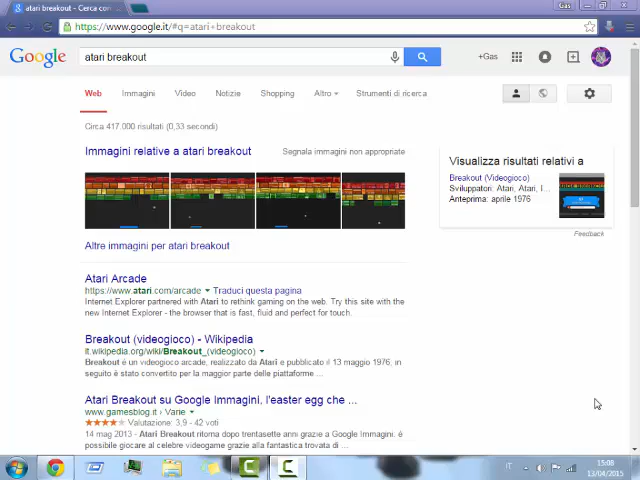 atari breakout - Cerca con ...
Gas
https://www.google.it/#q=atari+breakout
Google
atari breakout
+Gas
Web Immagini Video Notizie Shopping Altro Strumenti di ricerca
Circa 417.000 risultati (0,33 secondi)
Immagini relative a atari breakout
Segnala immagini non appropriate
Altre immagini per atari breakout
Atari Arcade
https://www.atari.com/arcade Traduci questa pagina
Internet Explorer partnered with Atari to rethink gaming on the web. Try this site with the
new Internet Explorer - the browser that is fast, fluid and perfect for touch.
Breakout (videogioco) - Wikipedia
it.wikipedia.org/wiki/Breakout_(videogioco)
Breakout è un videogioco arcade, realizzato da Atari e pubblicato il 13 maggio 1976, in
seguito è stato convertito per la maggior parte delle piattaforme ...
Atari Breakout su Google Immagini, l'easter egg che ...
www.gamesblog.it › Varie
Valutazione: 3,9 - 42 voti
14 mag 2013 - Atari Breakout ritorna dopo trentasette anni grazie a Google Immagini: è
possibile giocare al celebre videogame grazie alla fantastica trovata di ...
Visualizza risultati relativi a
Breakout (Videogioco)
Sviluppatori: Atari, Atari, I...
Anteprima: aprile 1976
Feedback
IT
15:08
13/04/2015